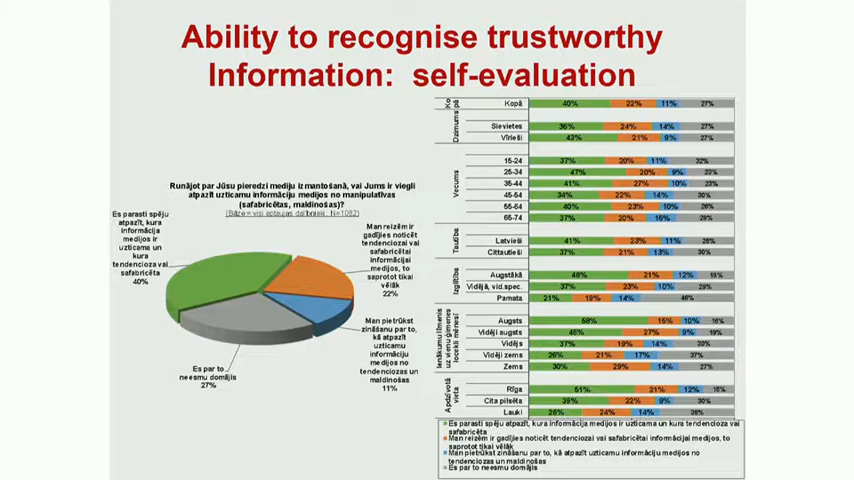 Ability to recognise trustworthy
Information: self-evaluation
Runājot par Jūsu pieredzi mediju izmantošanā, vai Jums ir viegli
atpazīt uzticamu informāciju medijos no manipulatīvas
(safabricētas, maldinošas)?
(Bāze = visi aptaujas dalībnieki, N=1082)
Es parasti spēju
atpazīt, kura
informācija
medijos ir
uzticama un
kura
tendencioza vai
safabricēta
40%
Man reizēm ir
gadījies noticēt
tendenciozai vai
safabricētai
informācijai
medijos, to
saprotot tikai
vēlāk
22%
Man pietrūkst
zināšanu par to,
kā atpazīt
uzticamu
informāciju
medijos no
tendenciozas un
maldinošas
11%
Es par to
neesmu domājis
27%
Kopā 40% 22% 11% 27%
Dzimums
Sievietes 36% 24% 14% 27%
Vīrieši 43% 21% 9% 27%
Vecums
15-24 37% 20% 11% 32%
25-34 47% 20% 9% 23%
35-44 41% 27% 10% 23%
45-54 34% 22% 14% 30%
55-64 40% 23% 10% 26%
65-74 37% 20% 15% 28%
Tautība
Latvieši 41% 23% 11% 26%
Cittautieši 37% 21% 13% 30%
Izglītība
Augstākā 21% 12% 19%
Vidējā, vid.spec. 37% 23% 10% 29%
Pamata 21% 19% 14% 46%
Ienākumu līmenis
uz vienu ģimenes
locekli mēnesī
Augsts 58% 15% 10% 16%
Vidēji augsts 27% 9% 19%
Vidējs 37% 19% 14% 30%
Vidēji zems 26% 21% 17% 37%
Zems 30% 29% 14% 27%
Apdzīvotā
vieta
Rīga 51% 21% 12% 15%
Cita pilsēta 39% 22% 9% 30%
Lauki 24% 14%
Es parasti spēju atpazīt, kura informācija medijos ir uzticama un kura tendencioza vai
safabricēta
Man reizēm ir gadījies noticēt tendenciozai vai safabricētai informācijai medijos, to
saprotot tikai vēlāk
Man pietrūkst zināšanu par to, kā atpazīt uzticamu informāciju medijos no
tendenciozas un maldinošas
Es par to neesmu domājis